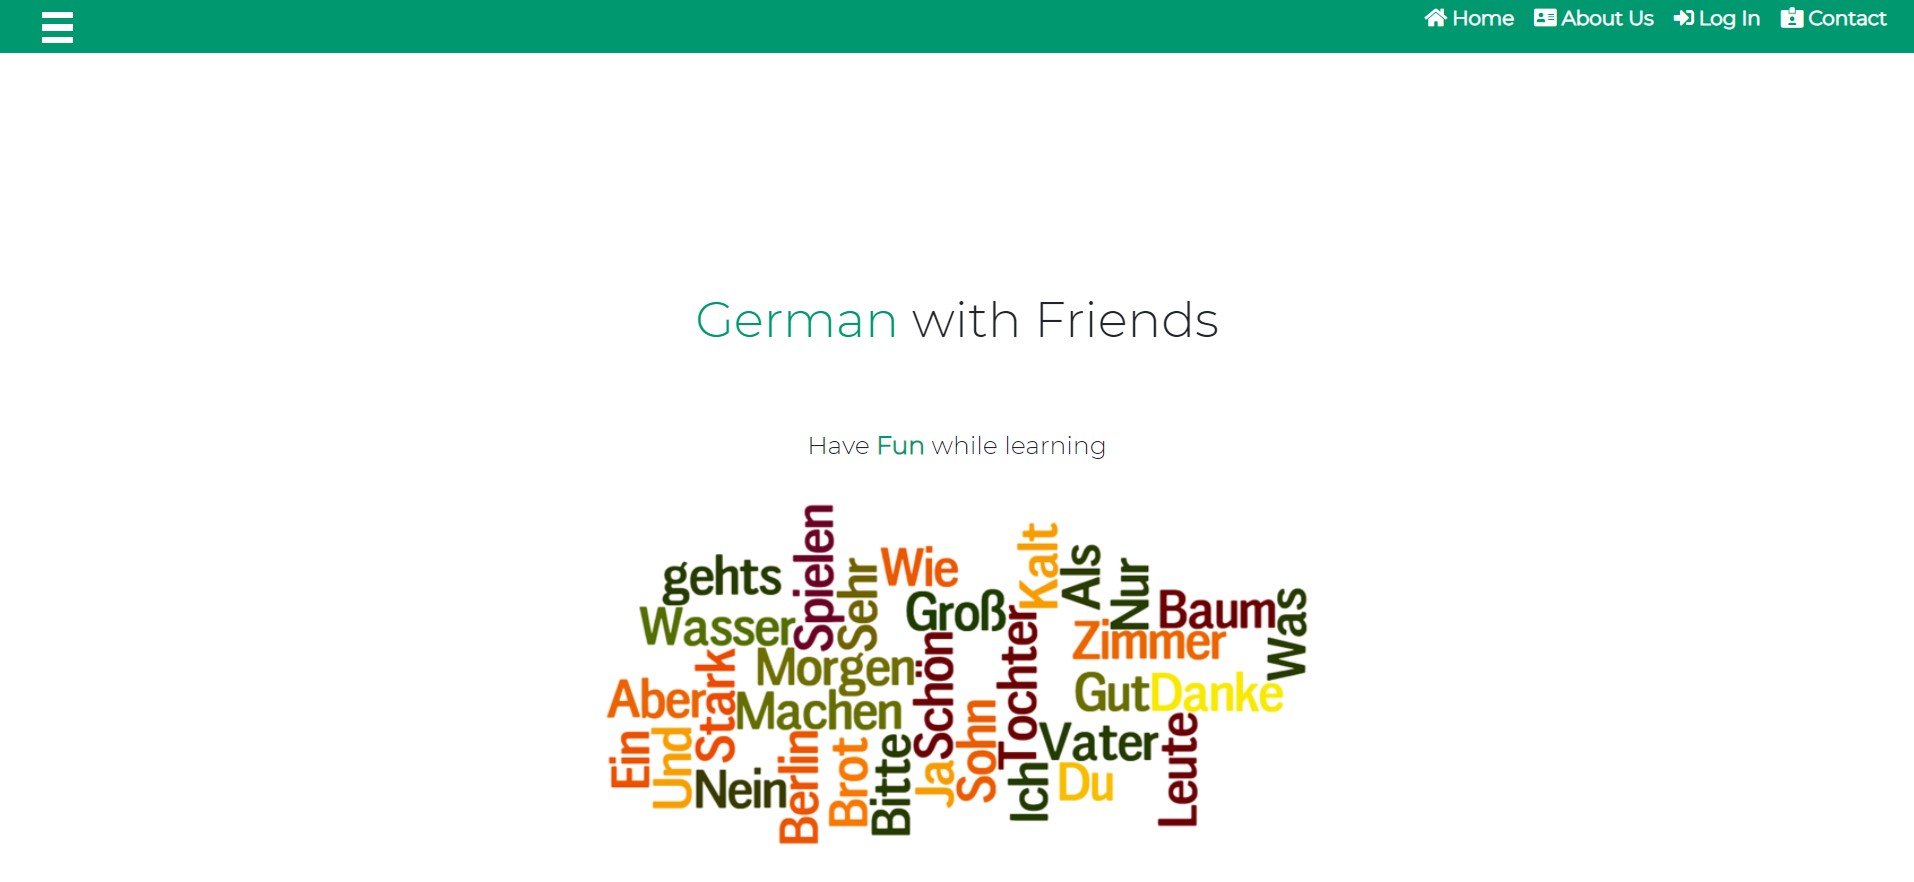 Home About Us Log In Contact
German with Friends
Have Fun while learning
Spielen
Kalt
gehts
Sehr
Wie
Als
Nur
Groß
Baum
Was
Wasser
Zimmer
Tochter
Morgen
Schön
Stark
Aber
Machen
Gut
Danke
Ein
Und
Nein
Berlin
Brot
Bitte
Ja
Sohn
Ich
Vater
Du
Leute